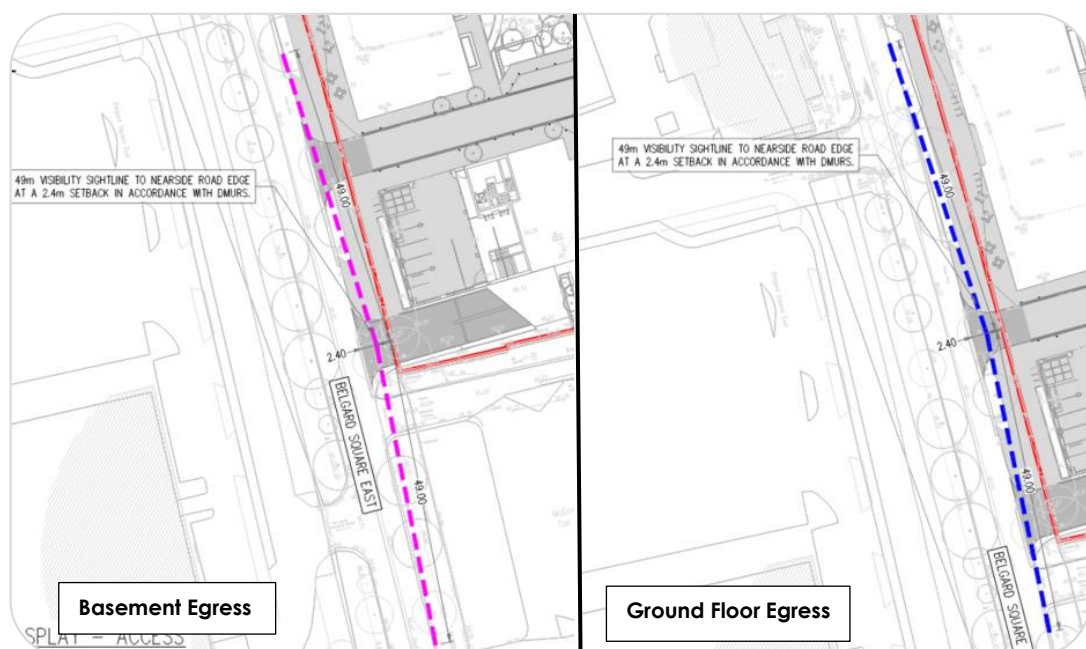 49m VISIBILITY SIGHTLINE TO NEARSIDE ROAD EDGE
AT A 2.4m SETBACK IN ACCORDANCE WITH DMURS.
49.00
2.40
BELGARD SQUARE EAST
49.00
Basement Egress
SPLAY - ACCESS
49m VISIBILITY SIGHTLINE TO NEARSIDE ROAD EDGE
AT A 2.4m SETBACK IN ACCORDANCE WITH DMURS.
49.00
2.40
49.00
BELGARD SQUARE
Ground Floor Egress